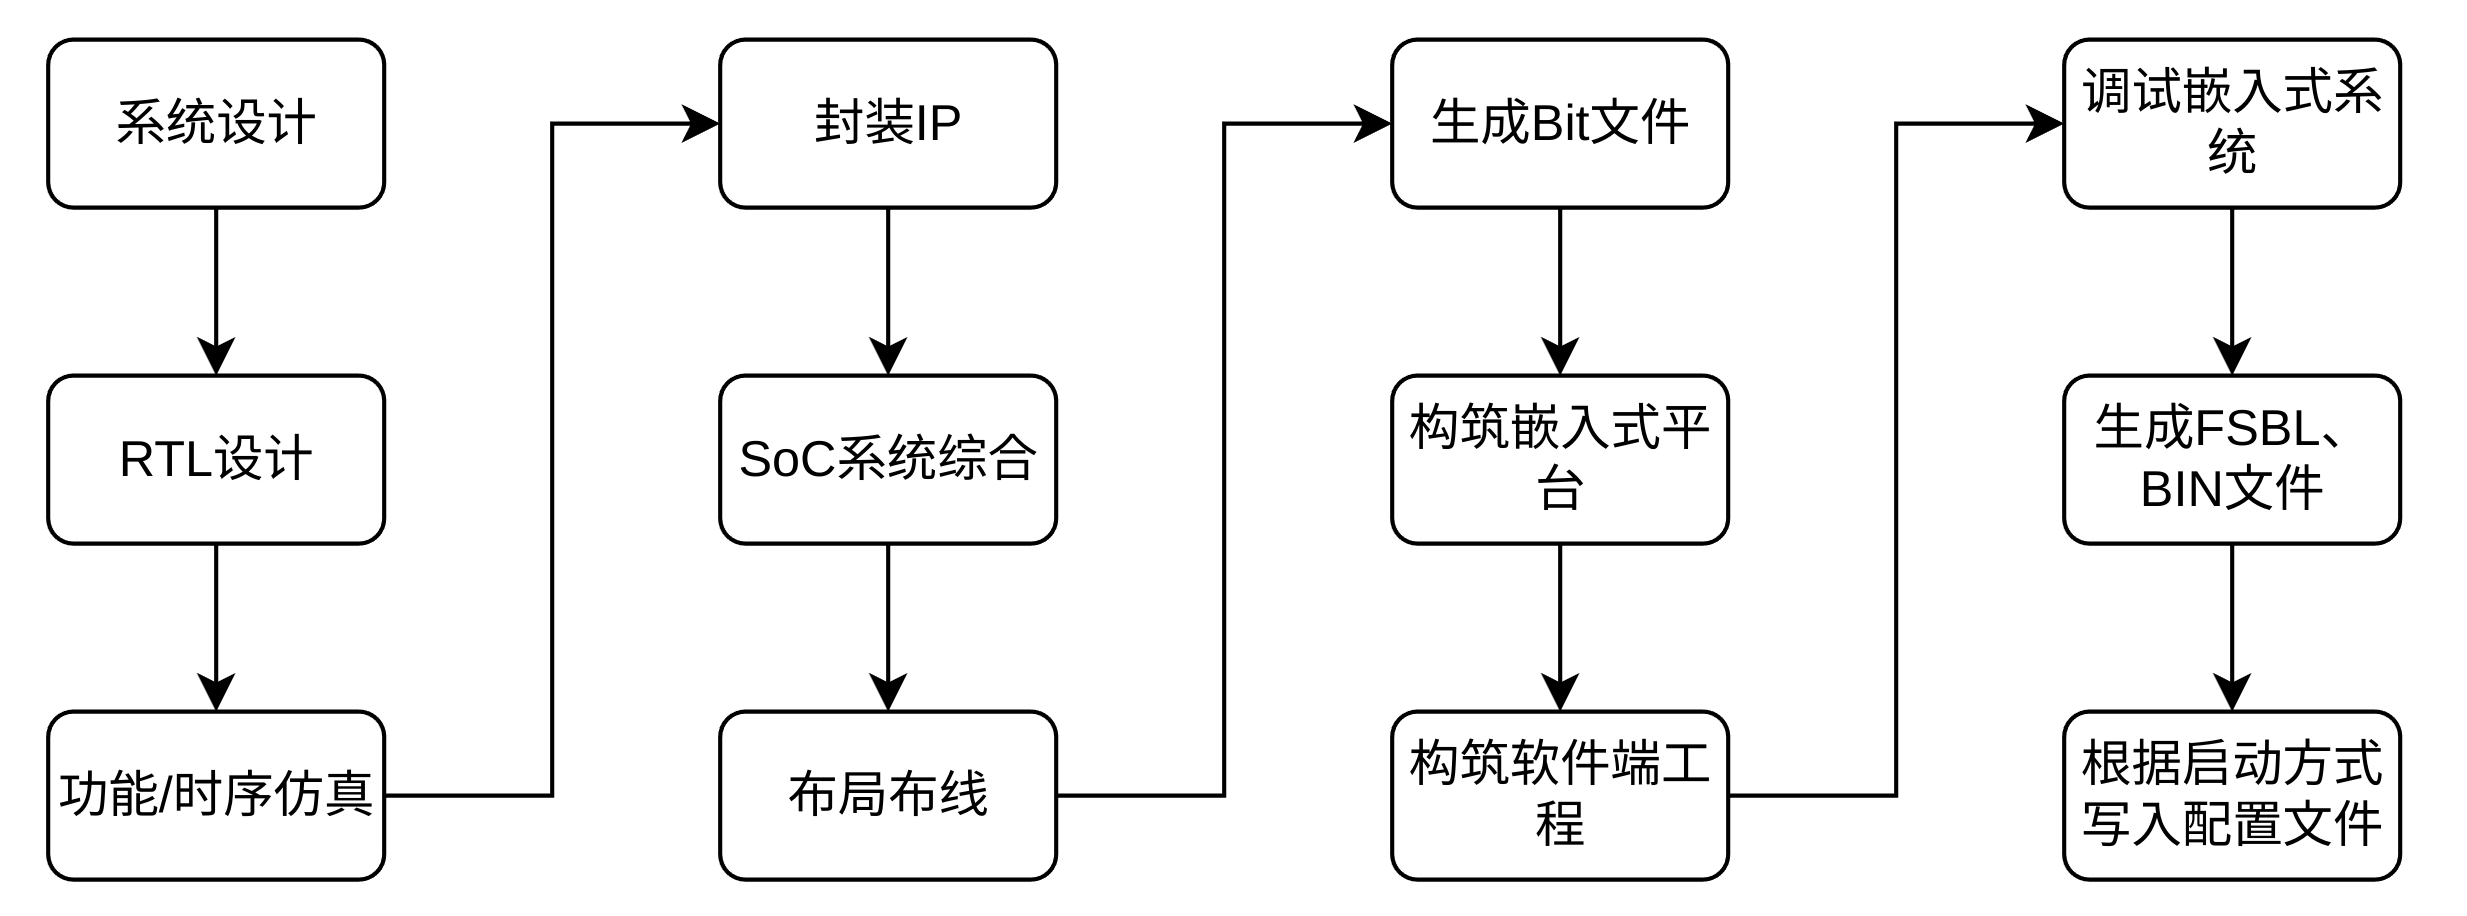 系统设计
RTL设计
功能/时序仿真
封装IP
SoC系统综合
布局布线
生成Bit文件
构筑嵌入式平
台
构筑软件端工
程
调试嵌入式系
统
生成FSBL、
BIN文件
根据启动方式
写入配置文件